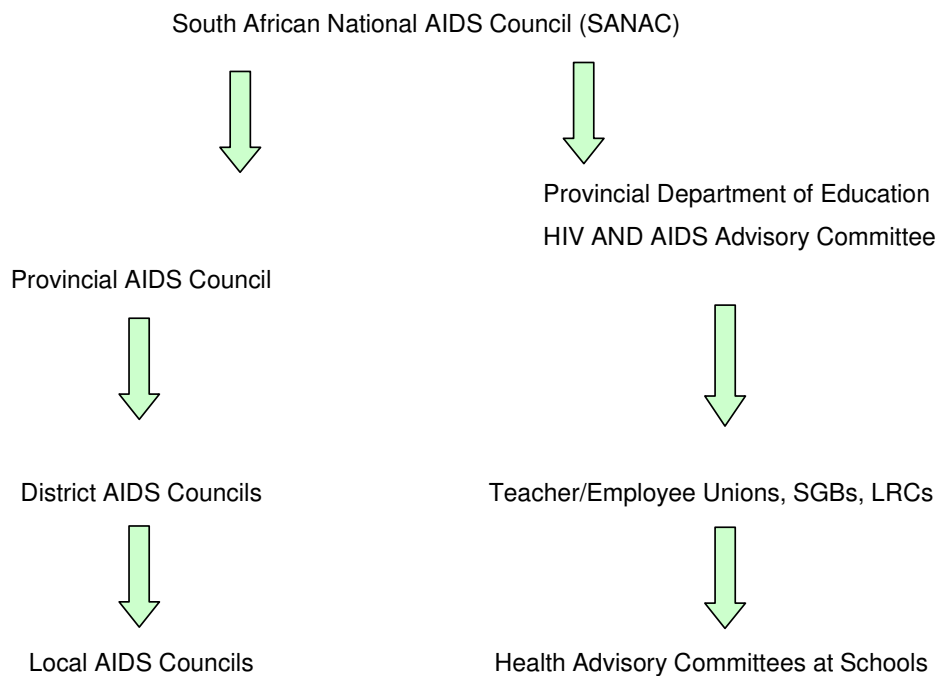 South African National AIDS Council (SANAC)
Provincial Department of Education
HIV AND AIDS Advisory Committee
Provincial AIDS Council
District AIDS Councils
Teacher/Employee Unions, SGBs, LRCs
Local AIDS Councils
Health Advisory Committees at Schools